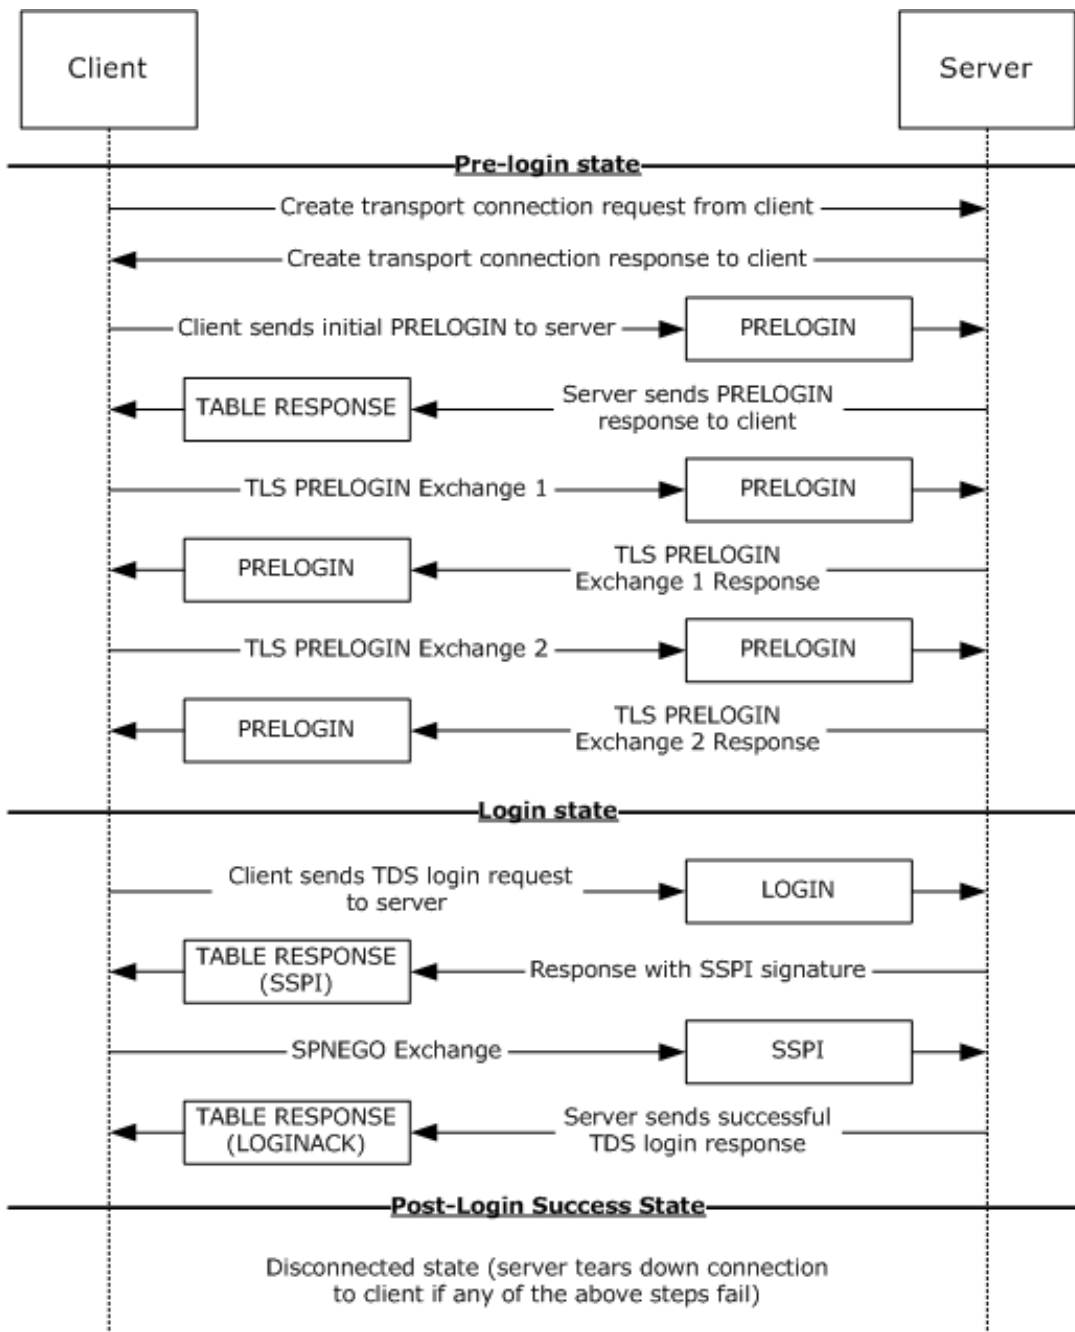 Client
Server
Pre-login state
Create transport connection request from client
Create transport connection response to client
Client sends initial PRELOGIN to server
PRELOGIN
TABLE RESPONSE
Server sends PRELOGIN
response to client
TLS PRELOGIN Exchange 1
PRELOGIN
PRELOGIN
TLS PRELOGIN
Exchange 1 Response
TLS PRELOGIN Exchange 2
PRELOGIN
PRELOGIN
TLS PRELOGIN
Exchange 2 Response
Login state
Client sends TDS login request
to server
LOGIN
TABLE RESPONSE
(SSPI)
Response with SSPI signature
SPNEGO Exchange
SSPI
TABLE RESPONSE
(LOGINACK)
Server sends successful
TDS login response
Post-Login Success State
Disconnected state (server tears down connection
to client if any of the above steps fail)